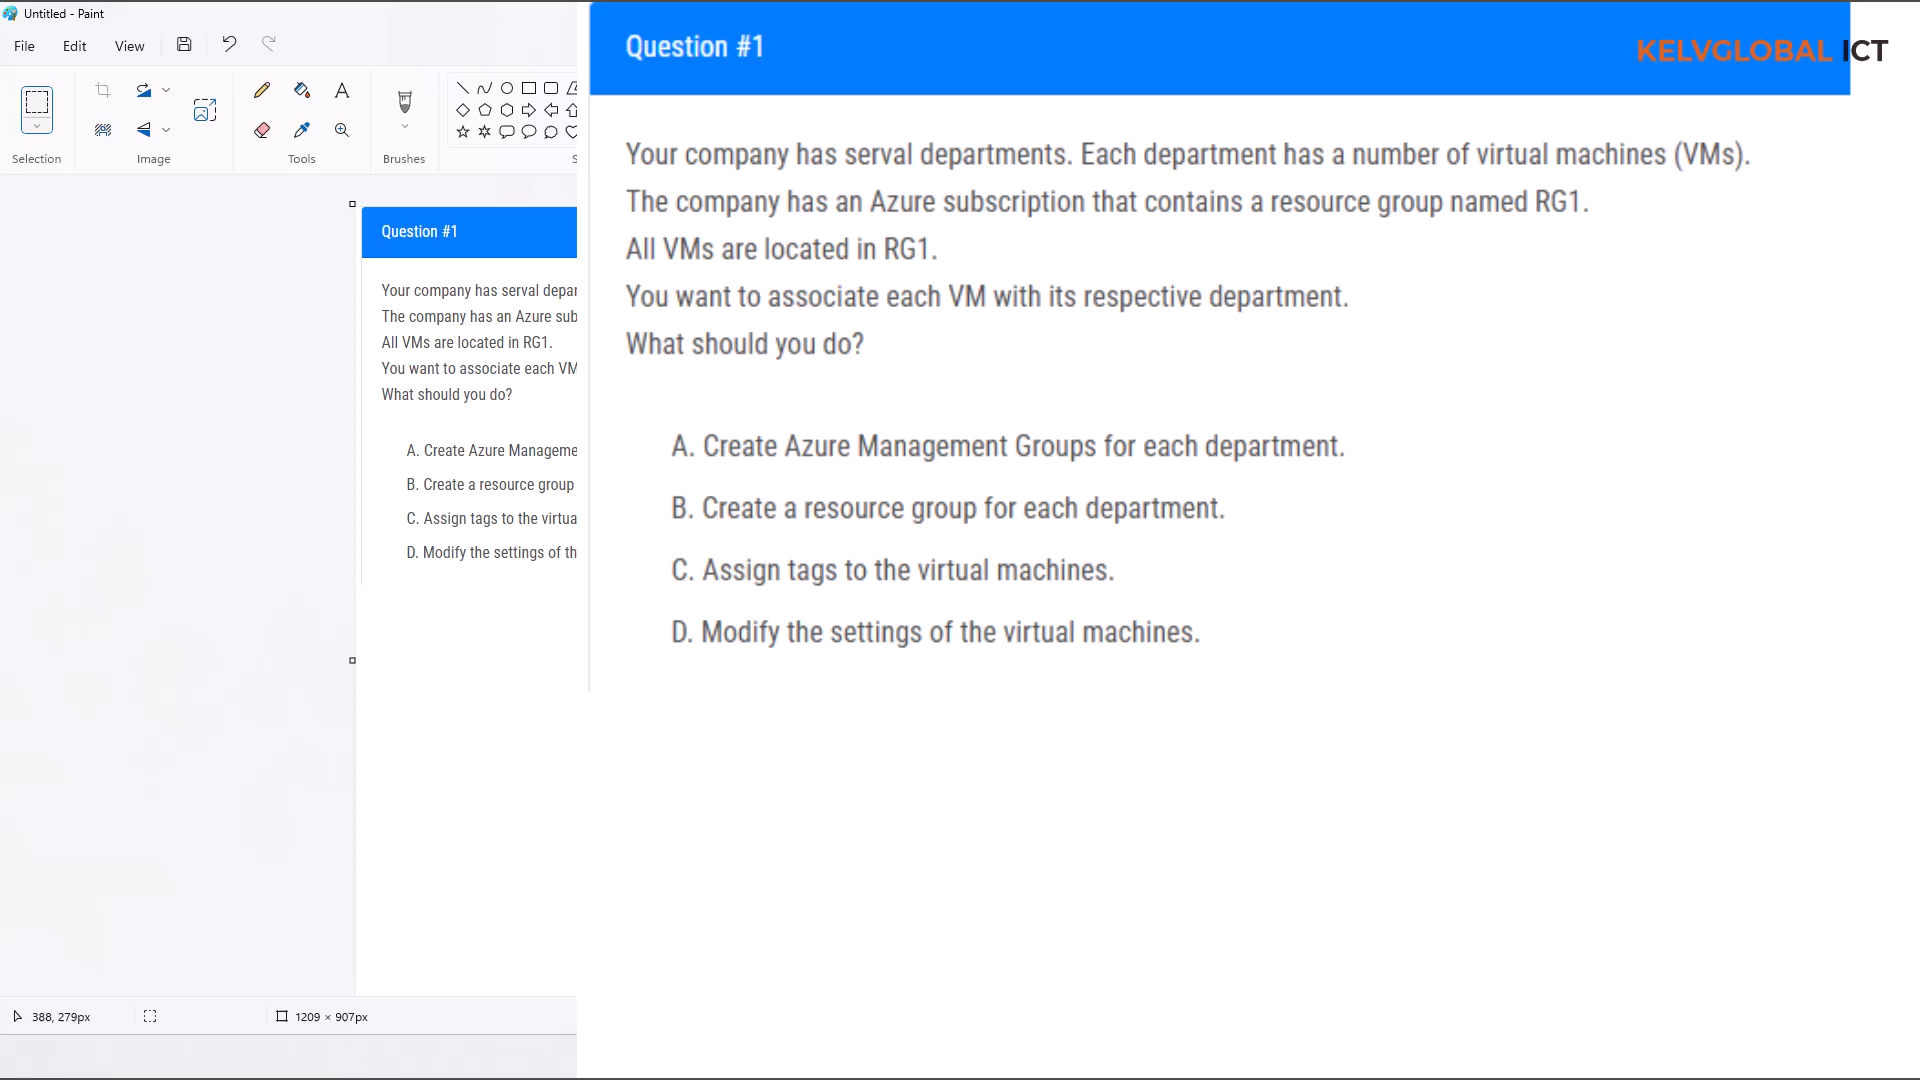 Untitled - Paint
File Edit View
Selection Image Tools Brushes S
Question #1
Your company has serval depar
The company has an Azure sub
All VMs are located in RG1.
You want to associate each VM
What should you do?
A. Create Azure Manageme
B. Create a resource group
C. Assign tags to the virtua
D. Modify the settings of th
388, 279px
1209 × 907px
Question #1
KELVGLOBAL ICT
Your company has serval departments. Each department has a number of virtual machines (VMs).
The company has an Azure subscription that contains a resource group named RG1.
All VMs are located in RG1.
You want to associate each VM with its respective department.
What should you do?
A. Create Azure Management Groups for each department.
B. Create a resource group for each department.
C. Assign tags to the virtual machines.
D. Modify the settings of the virtual machines.